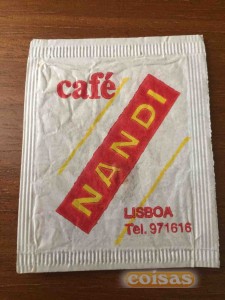 café
NANDI
LISBOA
Tel. 971616
coisas